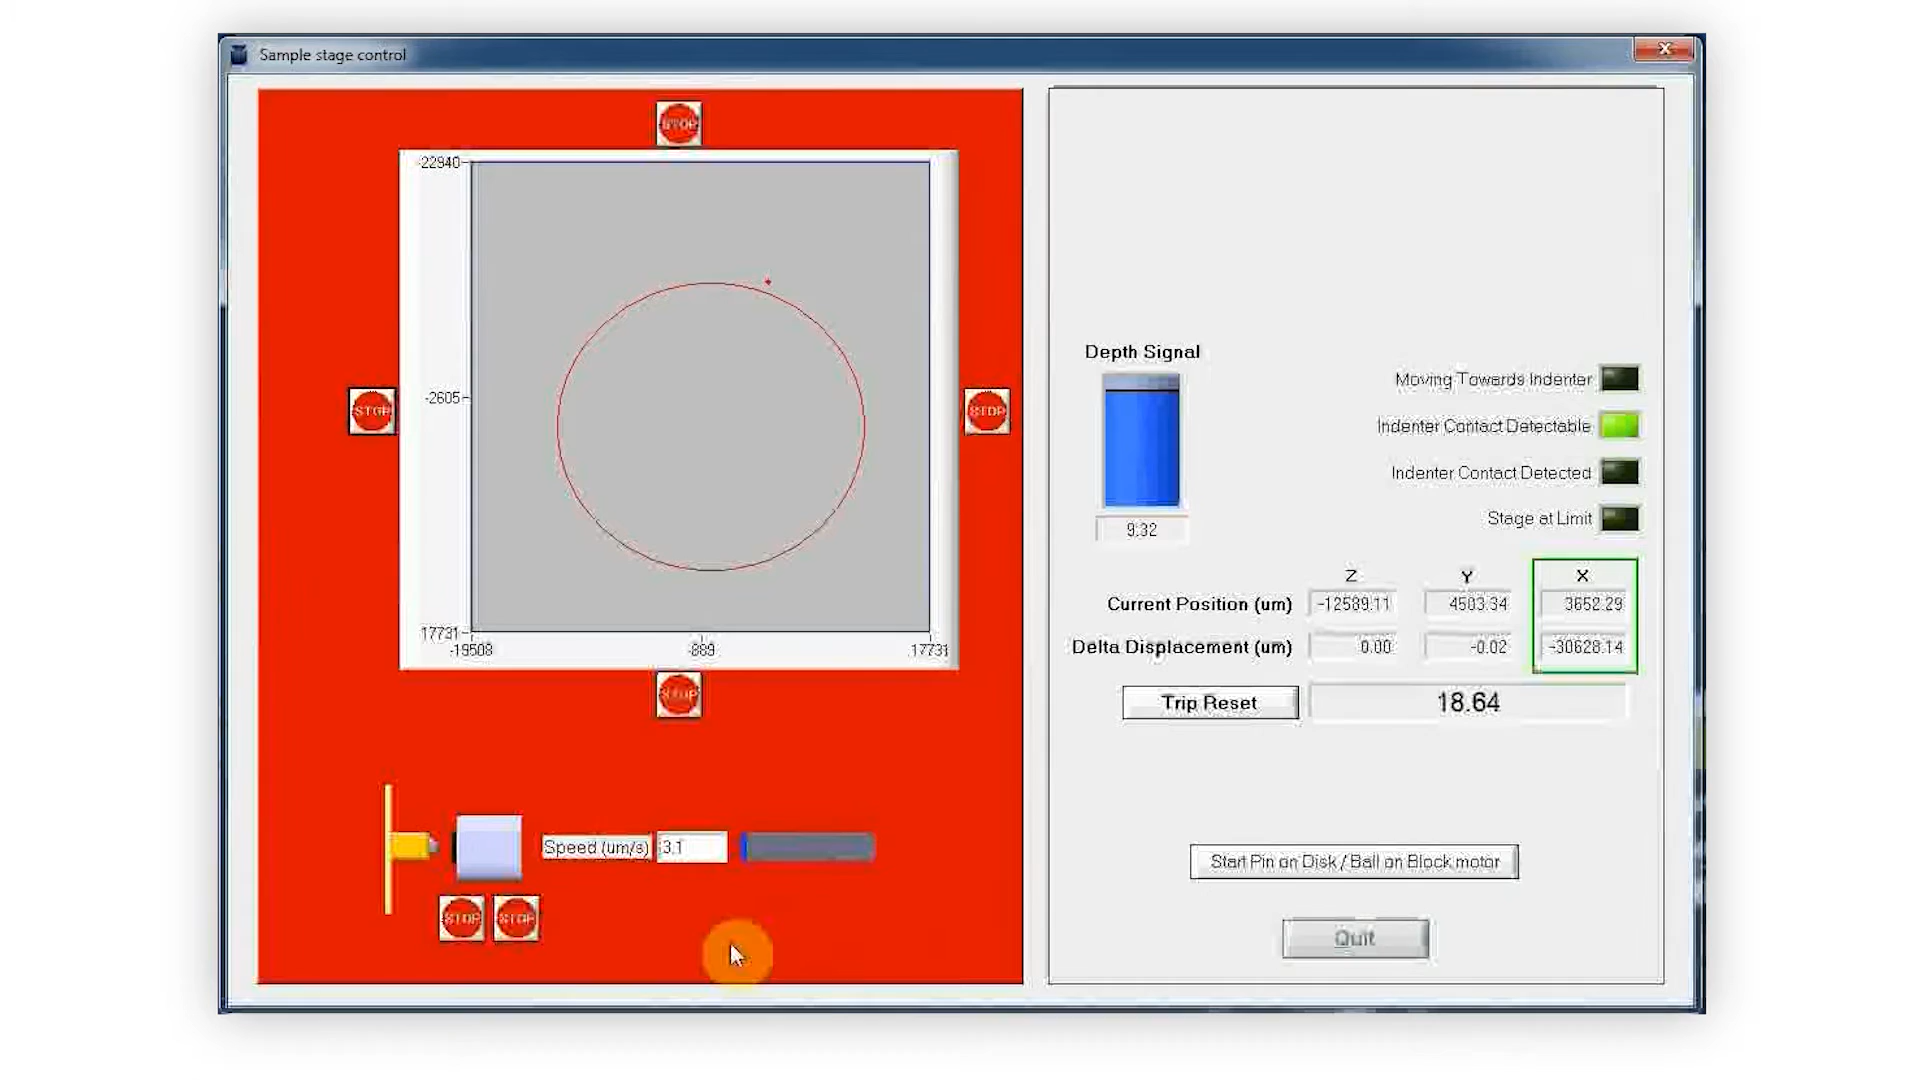 Sample stage control
STOP
-22940
-2605
STOP
STOP
17731
-19508
-889
17731
STOP
Speed (um/s) 3.1
STOP STOP
Depth Signal
9.32
Moving Towards Indenter
Indenter Contact Detectable
Indenter Contact Detected
Stage at Limit
Z Y X
Current Position (um) -12589.11 4503.34 3652.29
Delta Displacement (um) 0.00 -0.02 -30628.14
Trip Reset 18.64
Start Pin on Disk / Ball on Block motor
Quit